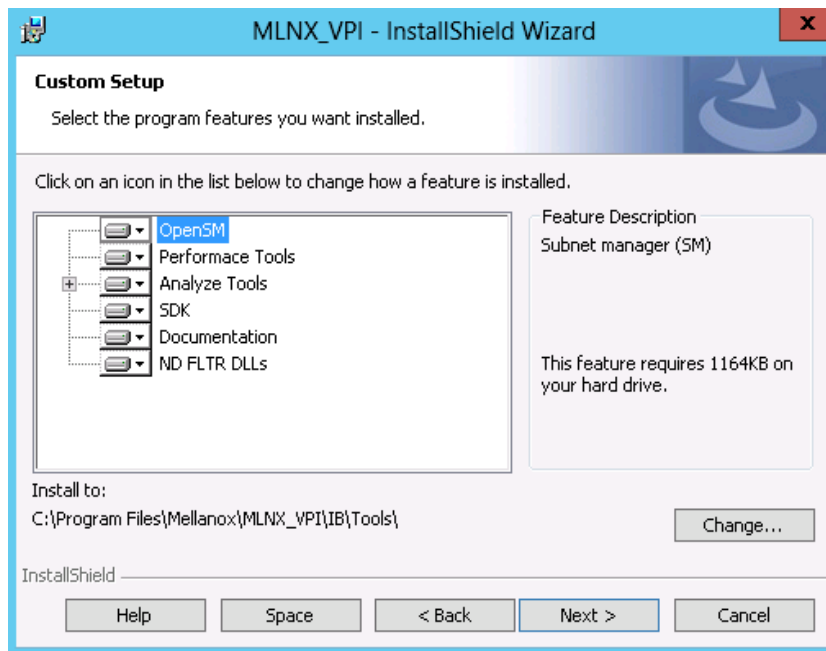 MLNX_VPI - InstallShield Wizard
x
Custom Setup
Select the program features you want installed.
Click on an icon in the list below to change how a feature is installed.
OpenSM
Performace Tools
Analyze Tools
SDK
Documentation
ND FLTR DLLs
Feature Description
Subnet manager (SM)
This feature requires 1164KB on
your hard drive.
Install to:
C:\Program Files\Mellanox\MLNX_VPI\IB\Tools\
Change...
InstallShield
Help
Space
< Back
Next >
Cancel